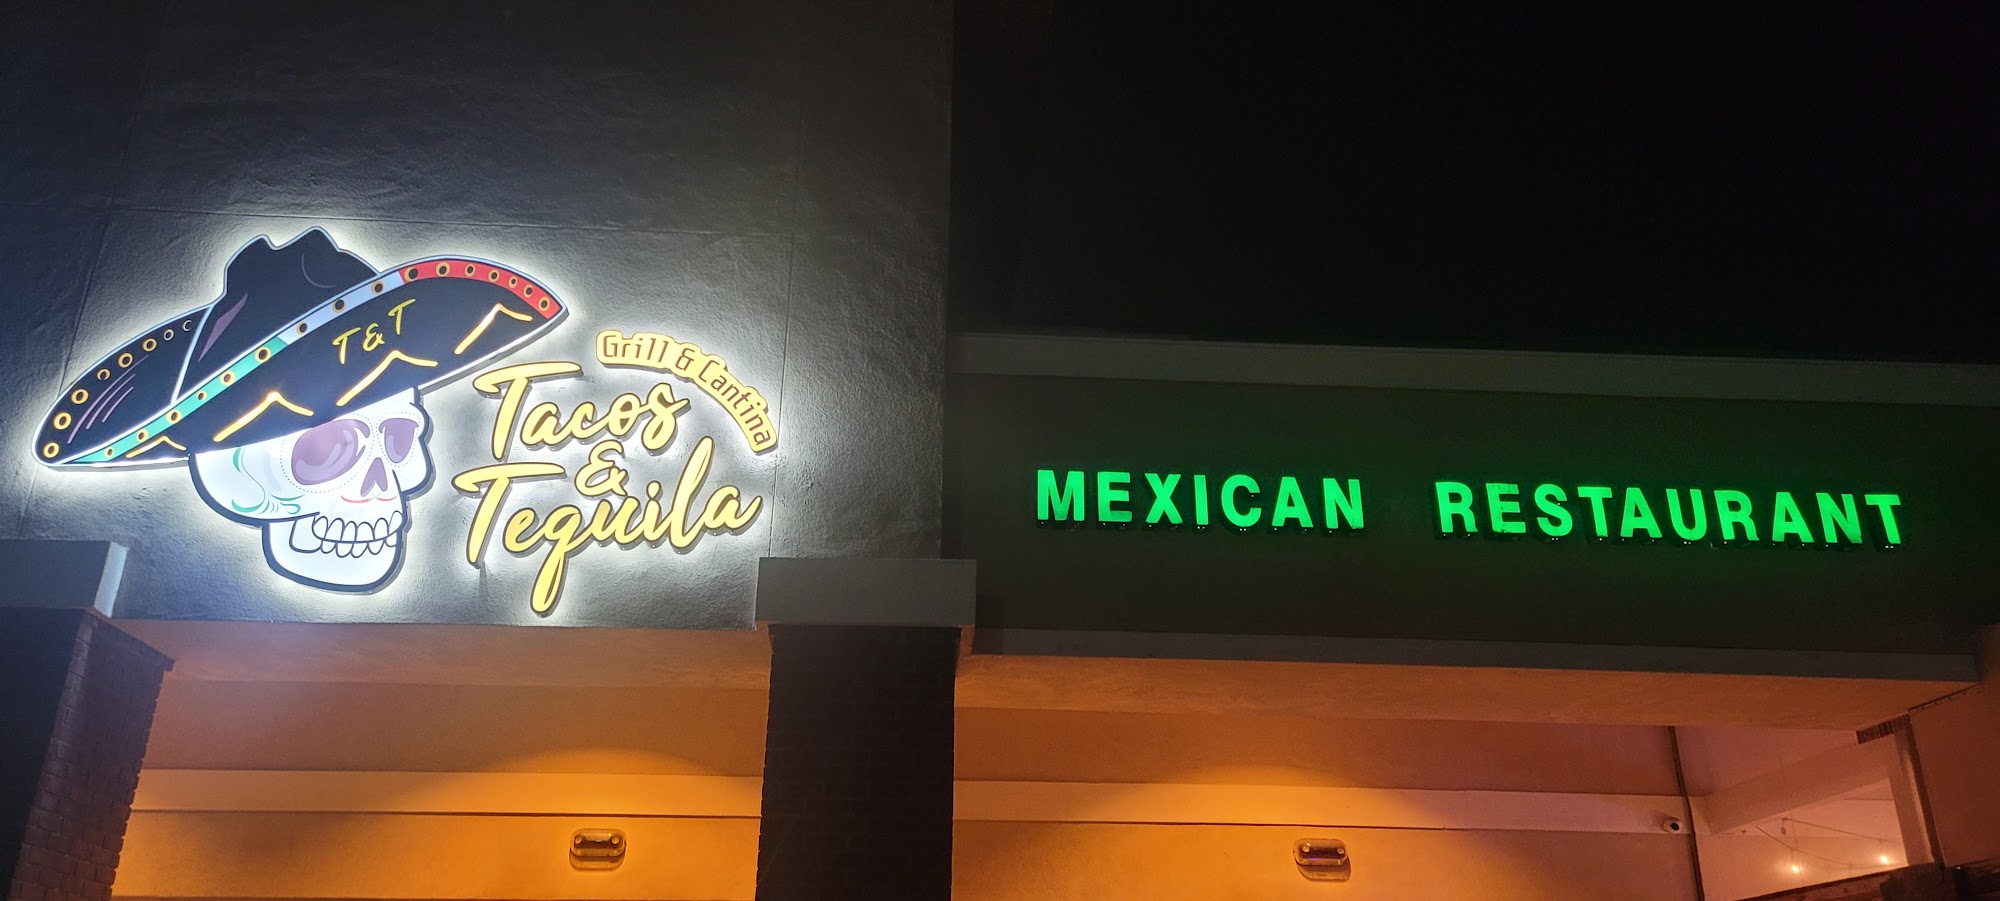 T & T
Grill & Cantina
Tacos
&
Tequila
MEXICAN RESTAURANT